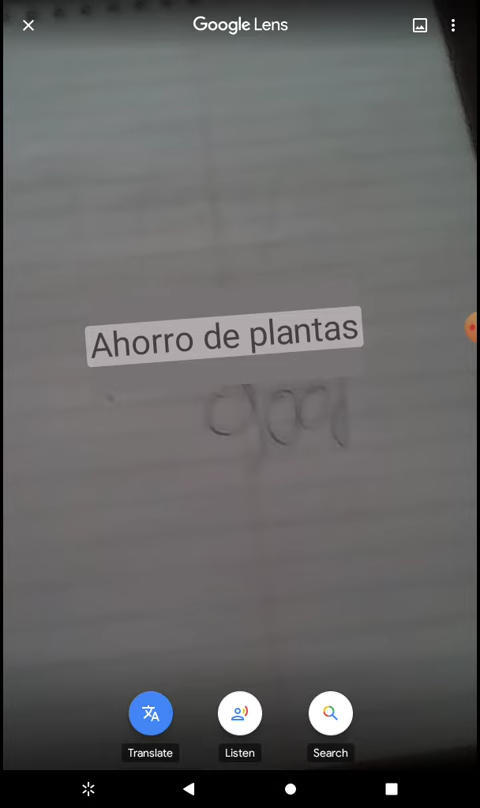 Google Lens
Ahorro de plantas
Translate
Listen
Search